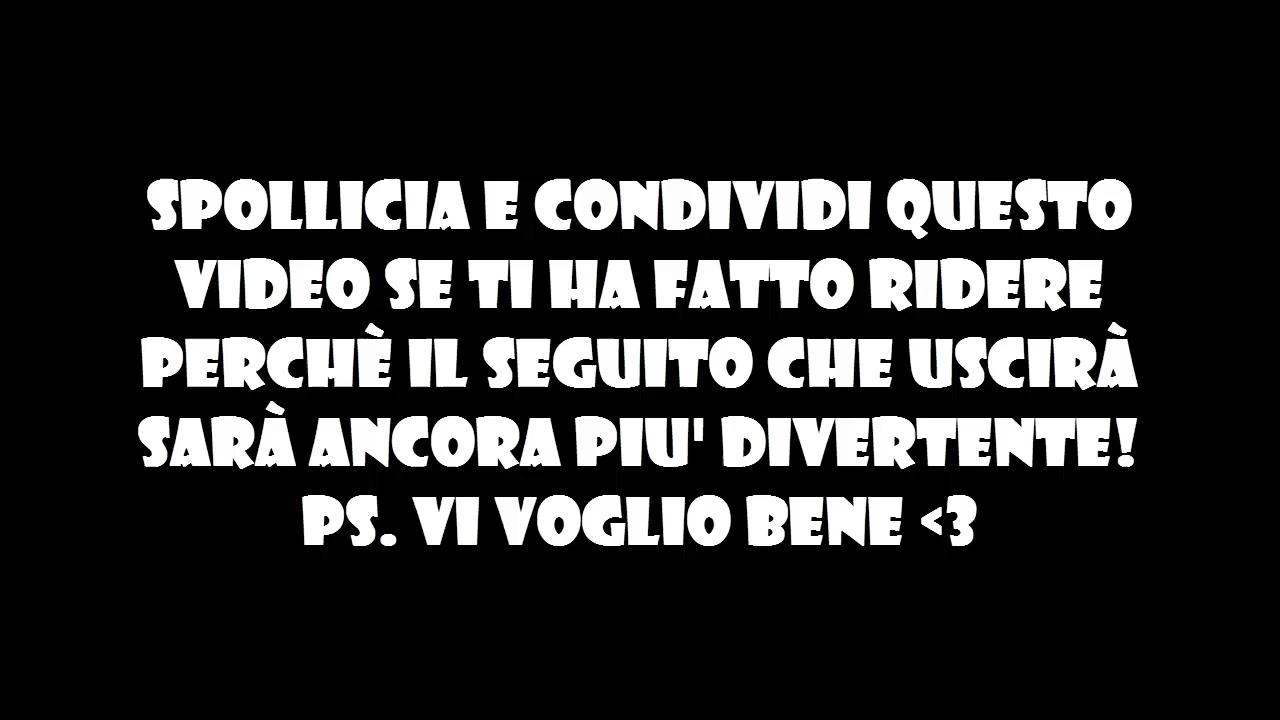 SPOLLICIA E CONDIVIDI QUESTO
VIDEO SE TI HA FATTO RIDERE
PERCHÈ IL SEGUITO CHE USCIRÀ
SARÀ ANCORA PIU' DIVERTENTE!
PS. VI VOGLIO BENE <3